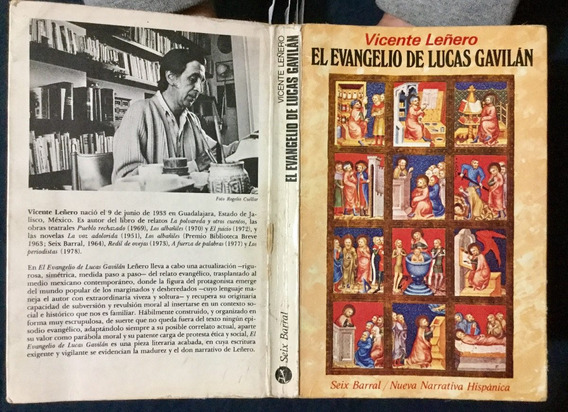 Foto Rogelio Cuéllar
Vicente Leñero nació el 9 de junio de 1933 en Guadalajara, Estado de Ja-
lisco, México. Es autor del libro de relatos La polvareda y otros cuentos, las
obras teatrales Pueblo rechazado (1969), Los albañiles (1970) y El juicio (1972), y
las novelas La voz adolorida (1951), Los albañiles (Premio Biblioteca Breve
1963; Seix Barral, 1964), Redil de ovejas (1973), A fuerza de palabras (1977) y Los
periodistas (1978).
En El Evangelio de Lucas Gavilán Leñero lleva a cabo una actualización –rigu-
rosa, simétrica, medida paso a paso– del relato evangélico, trasplantado al
medio mexicano contemporáneo, donde la figura del protagonista emerge
del mundo popular de los marginados y desheredados –cuyo lenguaje ma-
neja el autor con extraordinaria viveza y soltura– y recupera su originaria
capacidad de subversión y revulsión moral al insertarse en un contexto so-
cial e histórico que nos es familiar. Hábilmente construido, y organizado en
forma muy escrupulosa, de suerte que no queda fuera del texto ningún epi-
sodio evangélico, adaptándolo siempre a su posible correlato actual, aparte
su valor como parábola moral y su patente carga de protesta ética y social, El
Evangelio de Lucas Gavilán es una pieza literaria acabada, en cuya escritura
exigente y vigilante se evidencian la madurez y el don narrativo de Leñero.
VICENTE LEÑERO
EL EVANGELIO DE LUCAS GAVILÁN
Seix Barral
Vicente Leñero
EL EVANGELIO DE LUCAS GAVILÁN
Seix Barral / Nueva Narrativa Hispánica